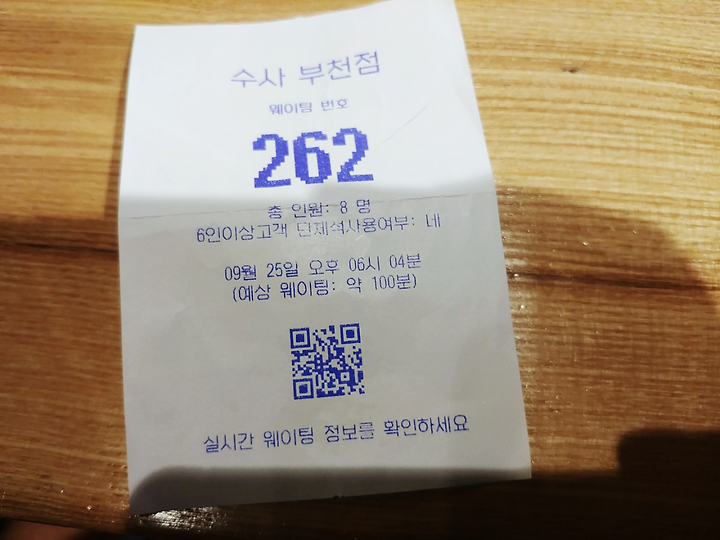 수사 부천점
웨이팅 번호
262
총 인원: 8 명
6인이상고객 단체석사용여부: 네
09월 25일 오후 06시 04분
(예상 웨이팅: 약 100분)
실시간 웨이팅 정보를 확인하세요